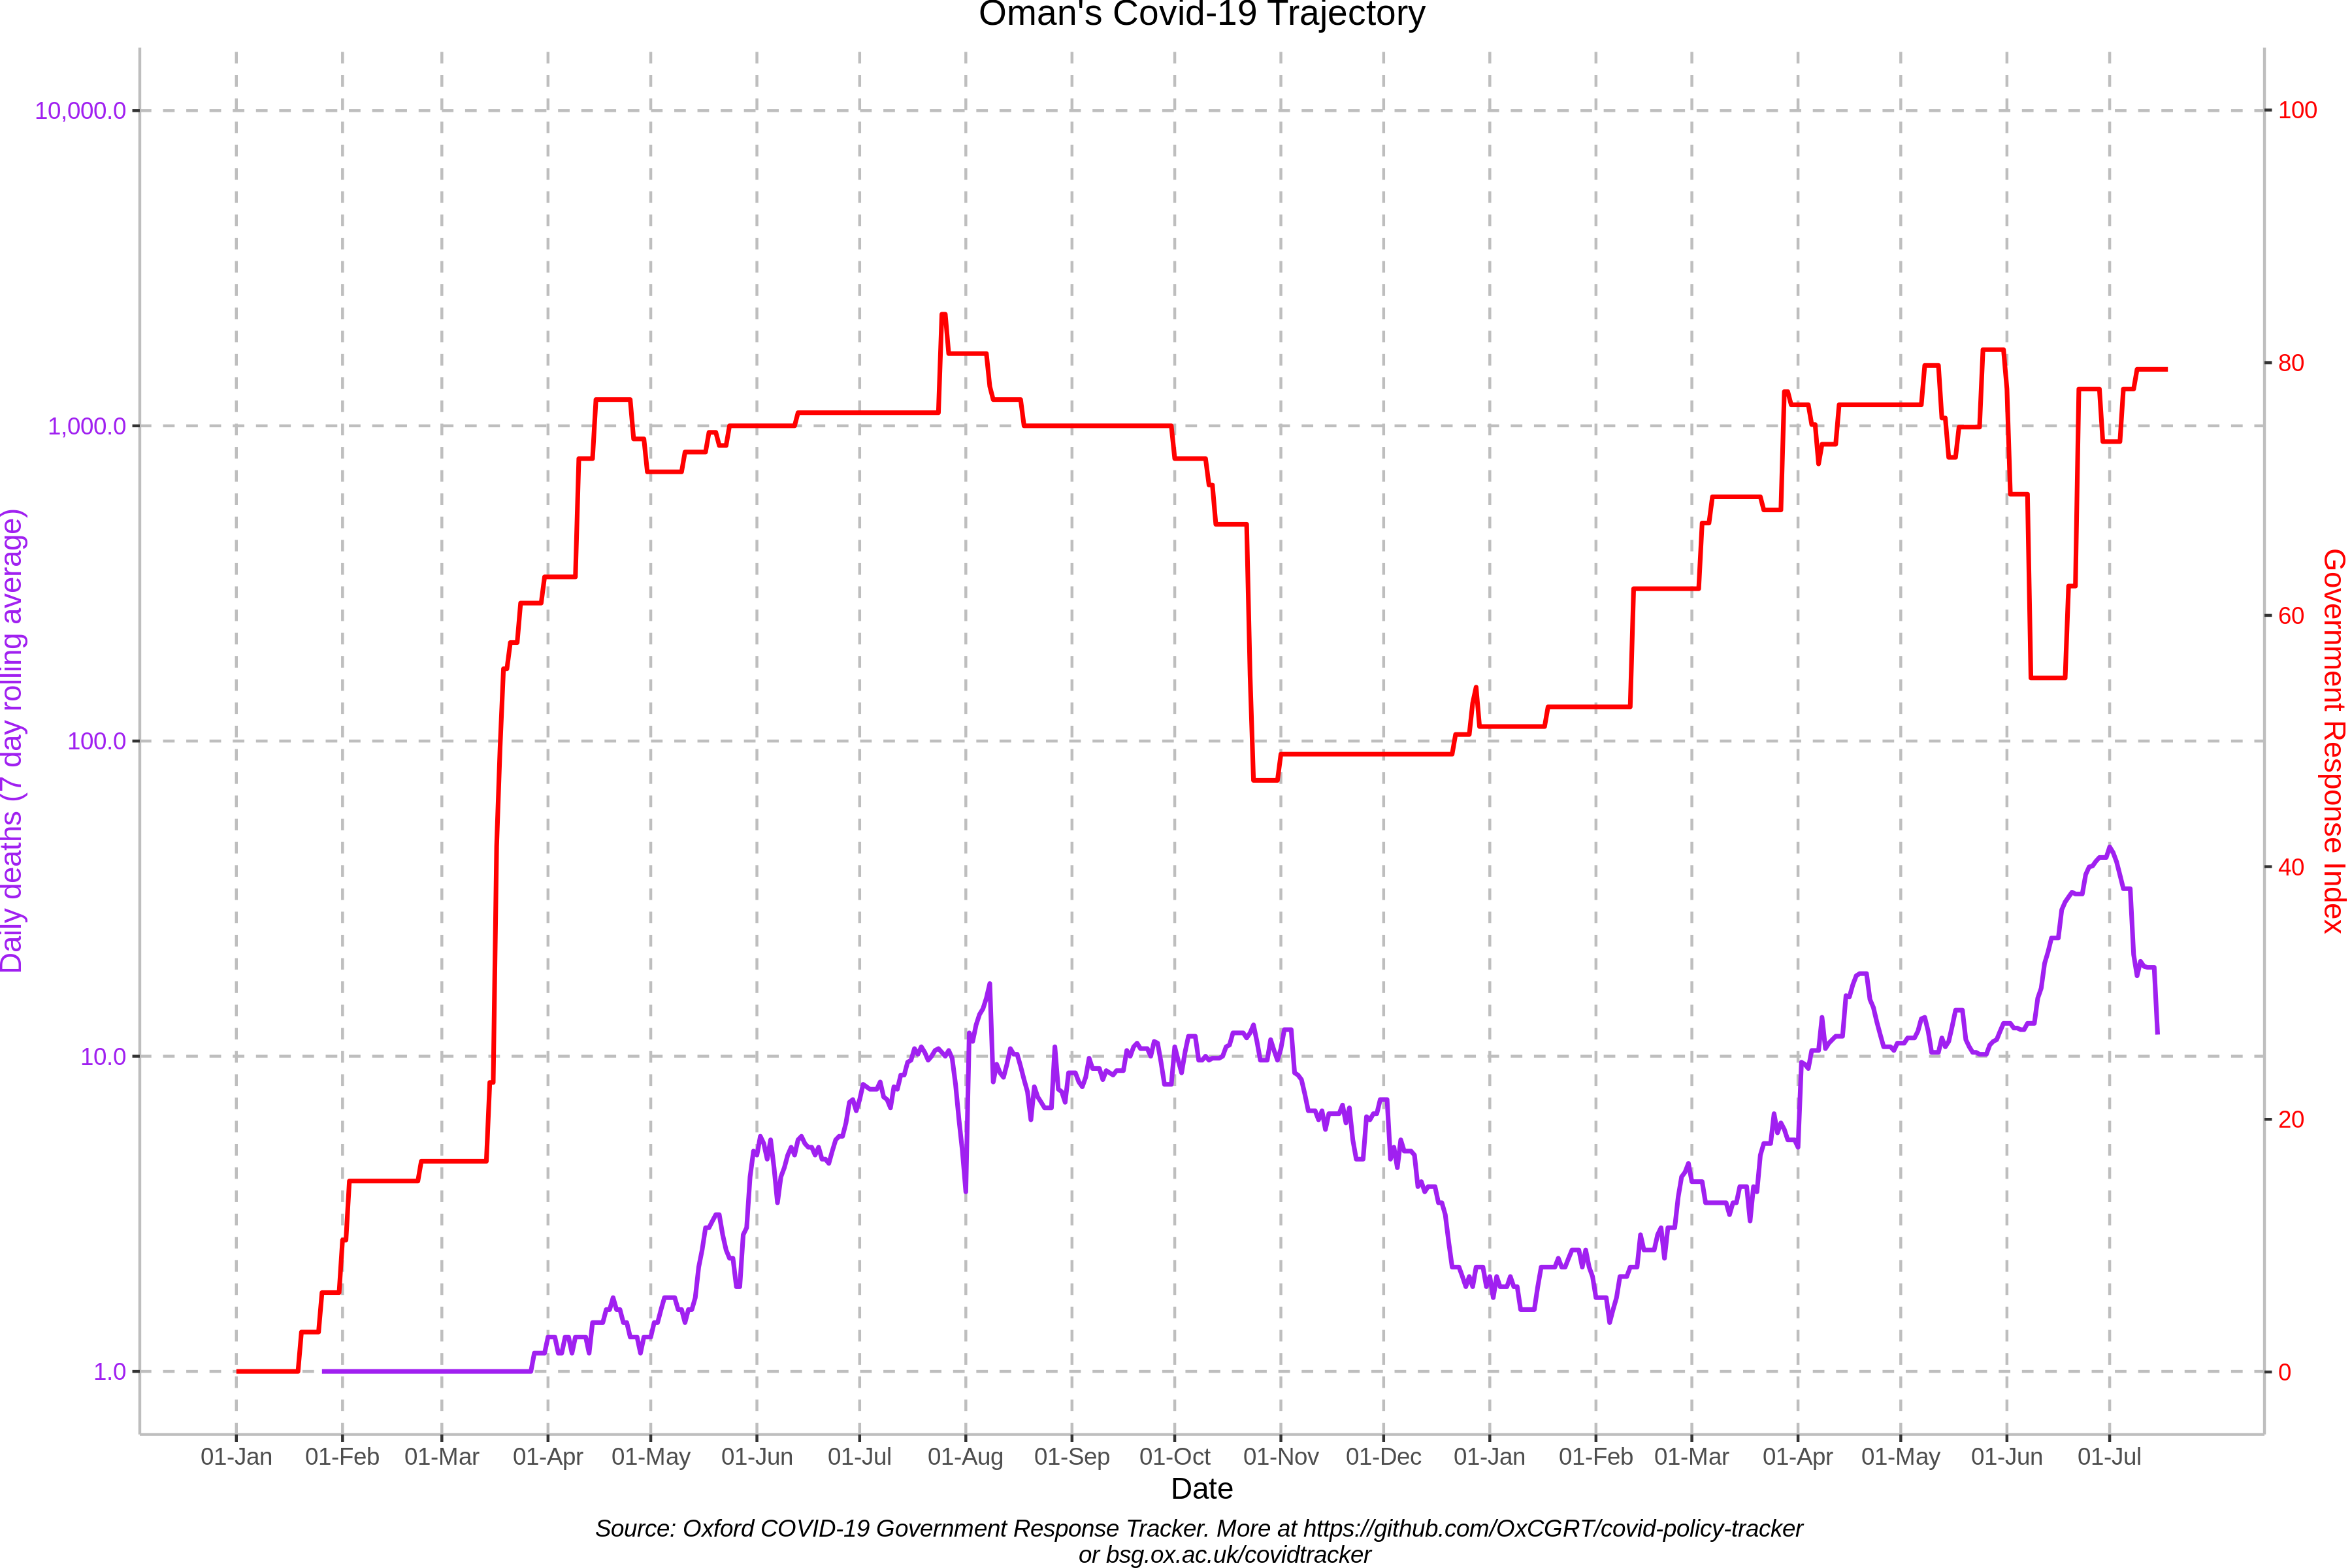 Oman's Covid-19 Trajectory
10,000.0
1,000.0
100.0
10.0
1.0
Daily deaths (7 day rolling average)
100
80
60
40
20
0
Government Response Index
01-Jan 01-Feb 01-Mar 01-Apr 01-May 01-Jun 01-Jul 01-Aug 01-Sep 01-Oct 01-Nov 01-Dec 01-Jan 01-Feb 01-Mar 01-Apr 01-May 01-Jun 01-Jul
Date
Source: Oxford COVID-19 Government Response Tracker. More at https://github.com/OxCGRT/covid-policy-tracker
or bsg.ox.ac.uk/covidtracker